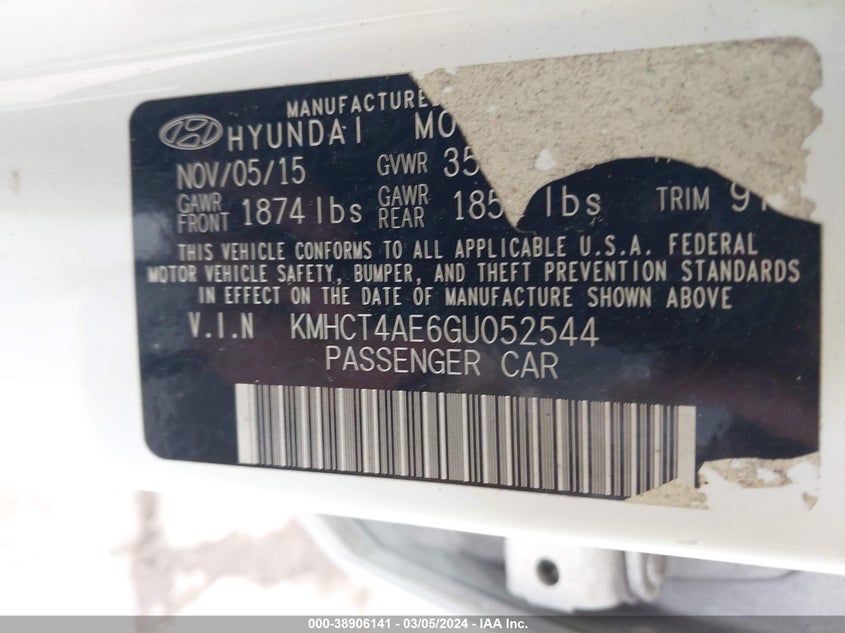 MANUFACTURED
HYUNDAI MO
NOV/05/15 GVWR 35
GAWR FRONT 1874 lbs GAWR REAR 185 lbs TRIM 91
THIS VEHICLE CONFORMS TO ALL APPLICABLE U.S.A. FEDERAL
MOTOR VEHICLE SAFETY, BUMPER, AND THEFT PREVENTION STANDARDS
IN EFFECT ON THE DATE OF MANUFACTURE SHOWN ABOVE
V.I.N KMHCT4AE6GU052544
PASSENGER CAR
000-38906141 - 03/05/2024 - IAA Inc.